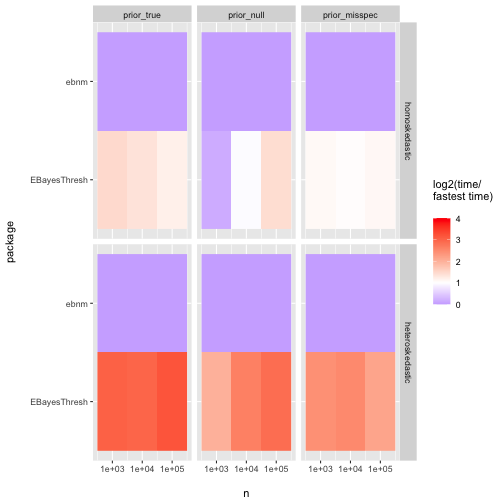 prior_true prior_null prior_misspec
ebnm
EBayesThresh
homoskedastic
ebnm
EBayesThresh
heteroskedastic
1e+03 1e+04 1e+05 1e+03 1e+04 1e+05 1e+03 1e+04 1e+05
n
package
log2(time/
fastest time)
4
3
2
1
0